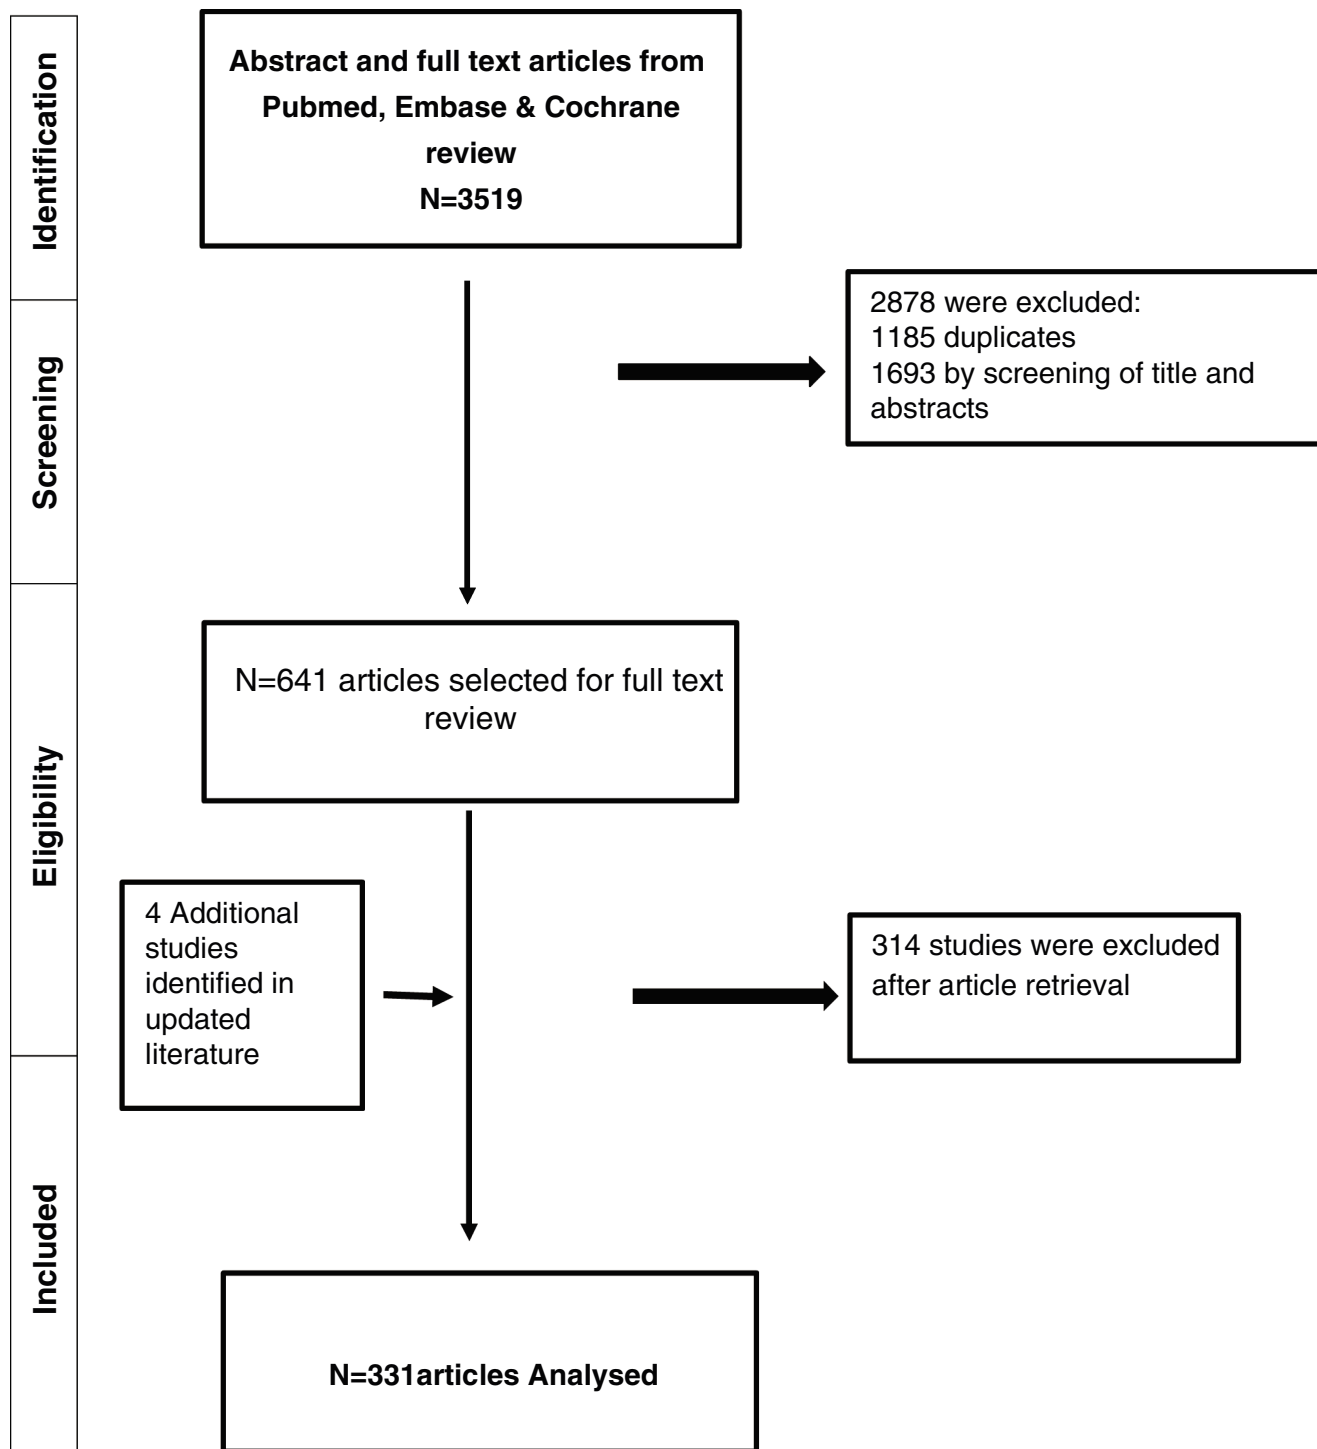 Identification
Abstract and full text articles from
Pubmed, Embase & Cochrane
review
N=3519
Screening
2878 were excluded:
1185 duplicates
1693 by screening of title and
abstracts
Eligibility
N=641 articles selected for full text
review
4 Additional
studies
identified in
updated
literature
314 studies were excluded
after article retrieval
Included
N=331articles Analysed